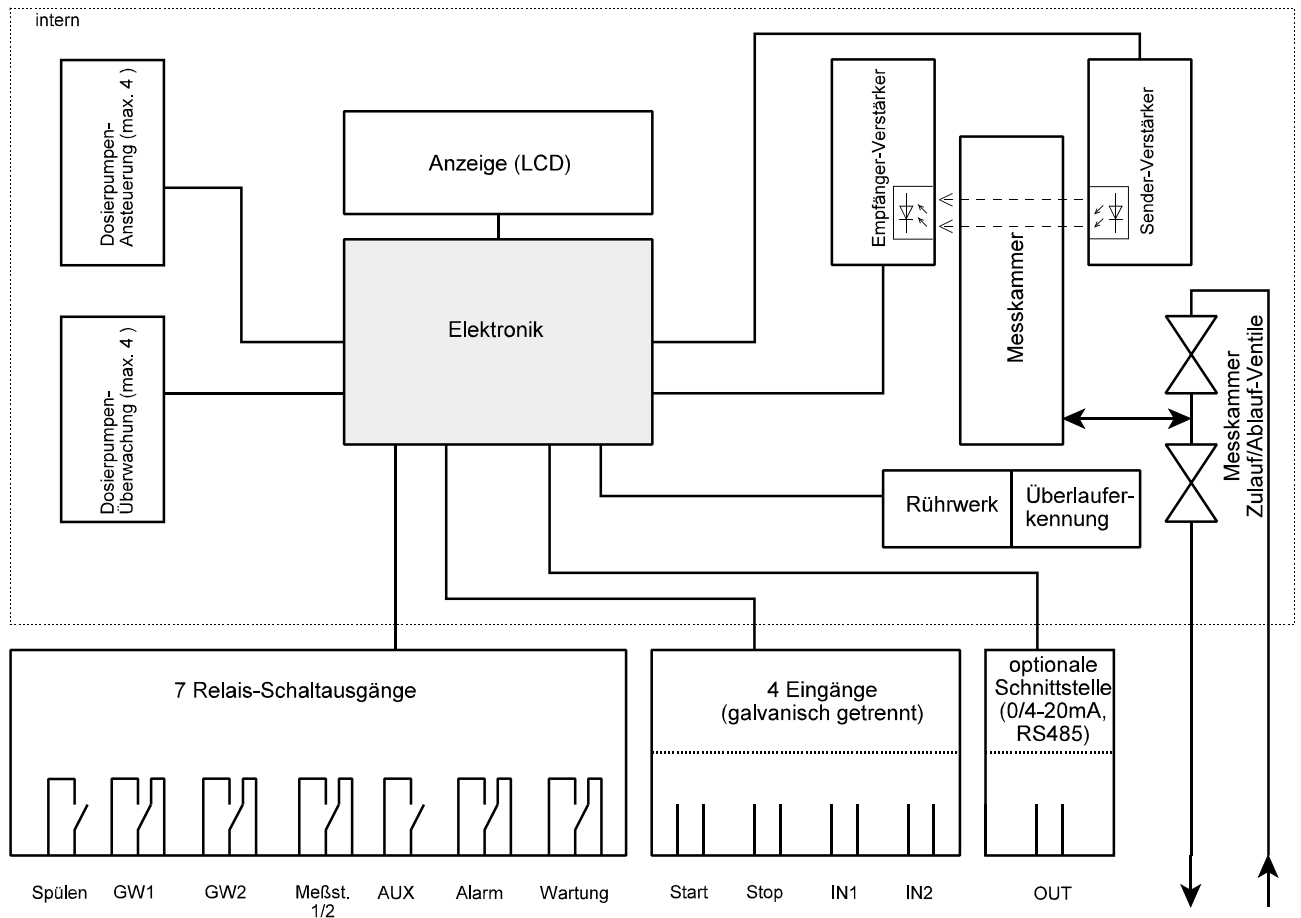 intern
Dosierpumpen-
Ansteuerung (max. 4 )
Anzeige (LCD)
Empfänger-Verstärker
Sender-Verstärker
Messkammer
Elektronik
Dosierpumpen-
Überwachung (max. 4 )
Messkammer
Zulauf/Ablauf-Ventile
Rührwerk
Überlaufer-
kennung
7 Relais-Schaltausgänge
4 Eingänge
(galvanisch getrennt)
optionale
Schnittstelle
(0/4-20mA,
RS485)
Spülen
GW1
GW2
Meßst.
1/2
AUX
Alarm
Wartung
Start
Stop
IN1
IN2
OUT